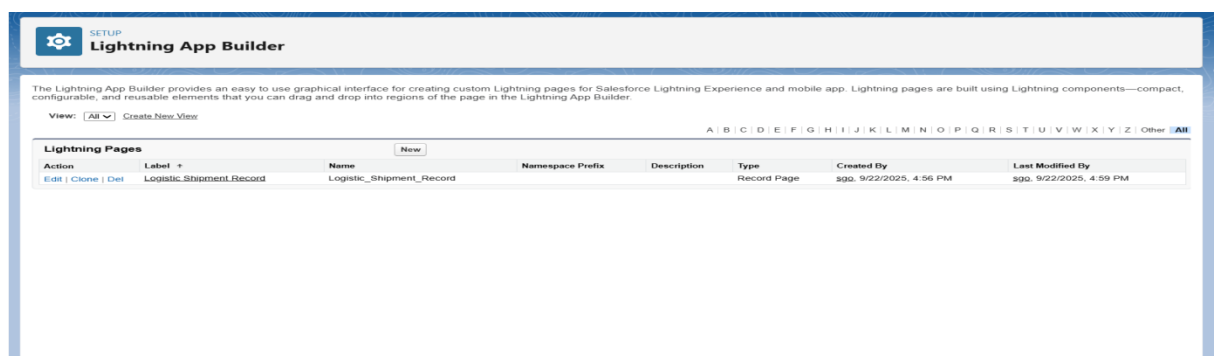 SETUP
Lightning App Builder
The Lightning App Builder provides an easy to use graphical interface for creating custom Lightning pages for Salesforce Lightning Experience and mobile app. Lightning pages are built using Lightning components—compact,
configurable, and reusable elements that you can drag and drop into regions of the page in the Lightning App Builder.
View: All Create New View
A | B | C | D | E | F | G | H | I | J | K | L | M | N | O | P | Q | R | S | T | U | V | W | X | Y | Z | Other All
Lightning Pages New
Action Label + Name Namespace Prefix Description Type Created By Last Modified By
Edit | Clone | Del Logistic Shipment Record Logistic_Shipment_Record Record Page sgo, 9/22/2025, 4:56 PM sgo, 9/22/2025, 4:59 PM